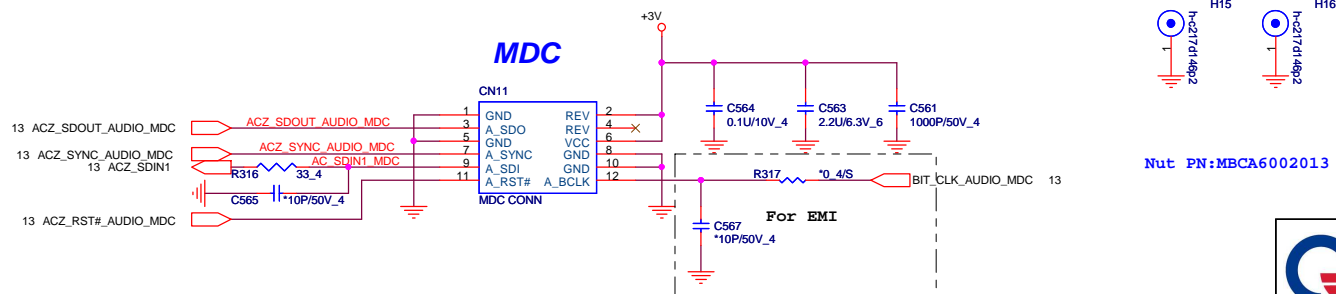 +3V
H15
H16
h-c217d146p2
h-c217d146p2
1
1
MDC
CN11
1 GND REV 2
3 A_SDO REV 4
5 GND VCC 6
7 A_SYNC GND 8
9 A_SDI GND 10
11 A_RST# A_BCLK 12
MDC CONN
13 ACZ_SDOUT_AUDIO_MDC
ACZ_SDOUT_AUDIO_MDC
13 ACZ_SYNC_AUDIO_MDC
ACZ_SYNC_AUDIO_MDC
13 ACZ_SDIN1
R316
33_4
AC_SDIN1_MDC
C565
*10P/50V_4
13 ACZ_RST#_AUDIO_MDC
C564
0.1U/10V_4
C563
2.2U/6.3V_6
C561
1000P/50V_4
R317
*0_4/S
BIT_CLK_AUDIO_MDC 13
For EMI
C567
*10P/50V_4
Nut PN:MBCA6002013